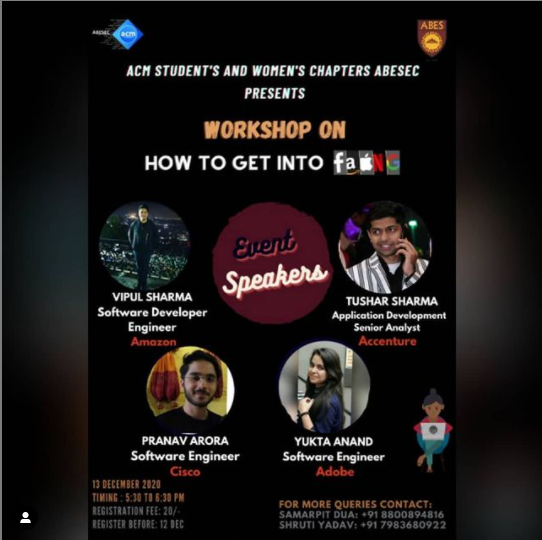 ABESEC acm
ABES
ACM STUDENT'S AND WOMEN'S CHAPTERS ABESEC
PRESENTS
WORKSHOP ON
HOW TO GET INTO faNG
Event
Speakers
VIPUL SHARMA
Software Developer
Engineer
Amazon
TUSHAR SHARMA
Application Development
Senior Analyst
Accenture
PRANAV ARORA
Software Engineer
Cisco
YUKTA ANAND
Software Engineer
Adobe
13 DECEMBER 2020
TIMING : 5:30 TO 6:30 PM
REGISTRATION FEE: 20/-
REGISTER BEFORE: 12 DEC
FOR MORE QUERIES CONTACT:
SAMARPIT DUA: +91 8800894816
SHRUTI YADAV: +91 7983680922